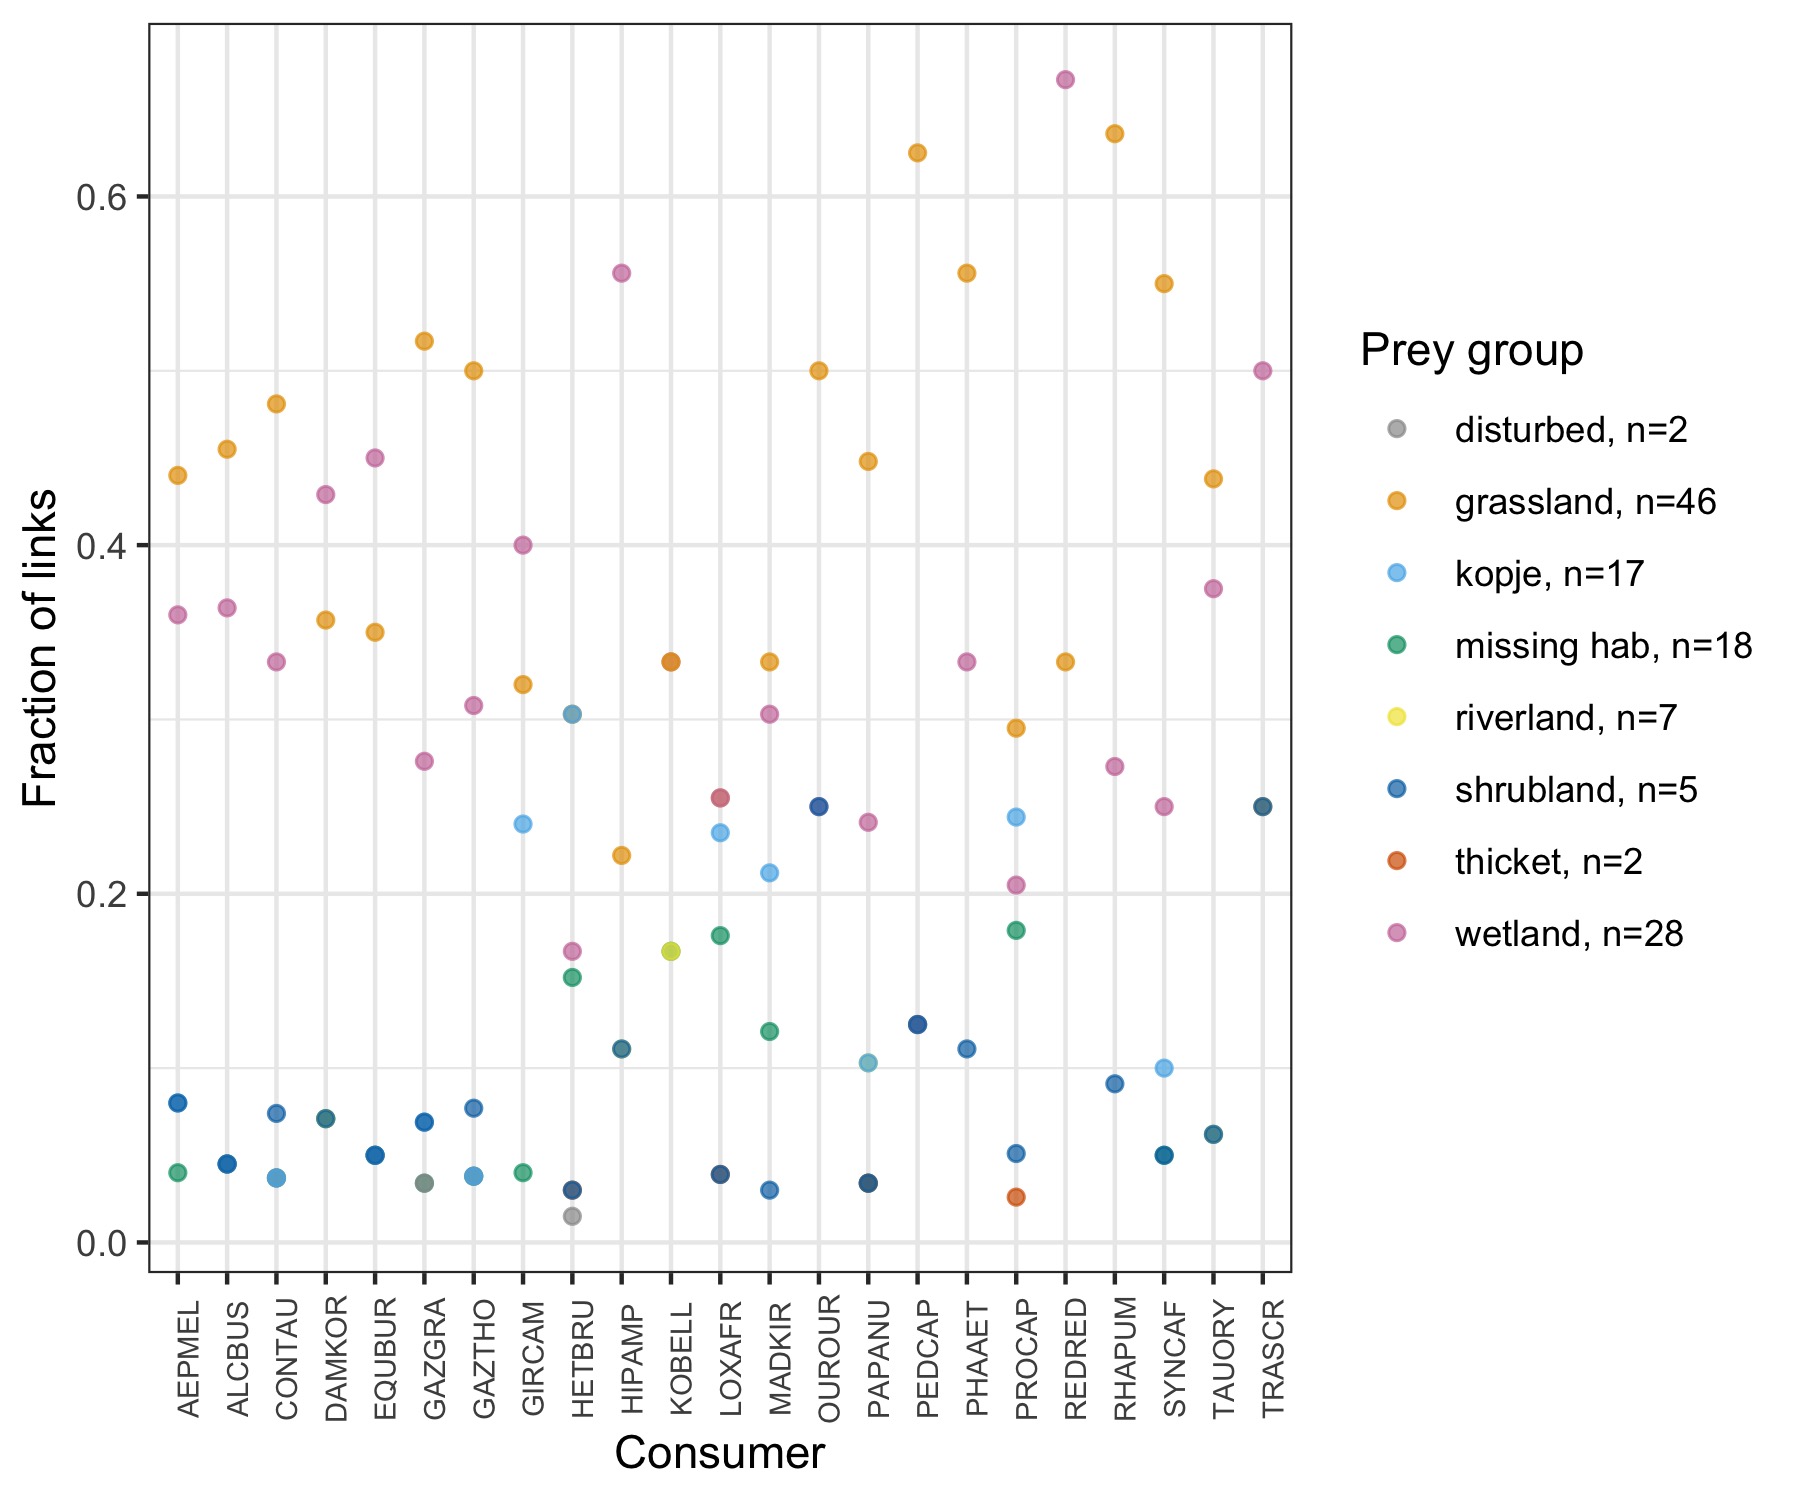 0.6
0.4
0.2
0.0
Fraction of links
AEPMEL
ALCBUS
CONTAU
DAMKOR
EQUBUR
GAZGRA
GAZTHO
GIRCAM
HETBRU
HIPAMP
KOBELL
LOXAFR
MADKIR
OUROUR
PAPANU
PEDCAP
PHAAET
PROCAP
REDRED
RHAPUM
SYNCAF
TAUORY
TRASCR
Consumer
Prey group
disturbed, n=2
grassland, n=46
kopje, n=17
missing hab, n=18
riverland, n=7
shrubland, n=5
thicket, n=2
wetland, n=28